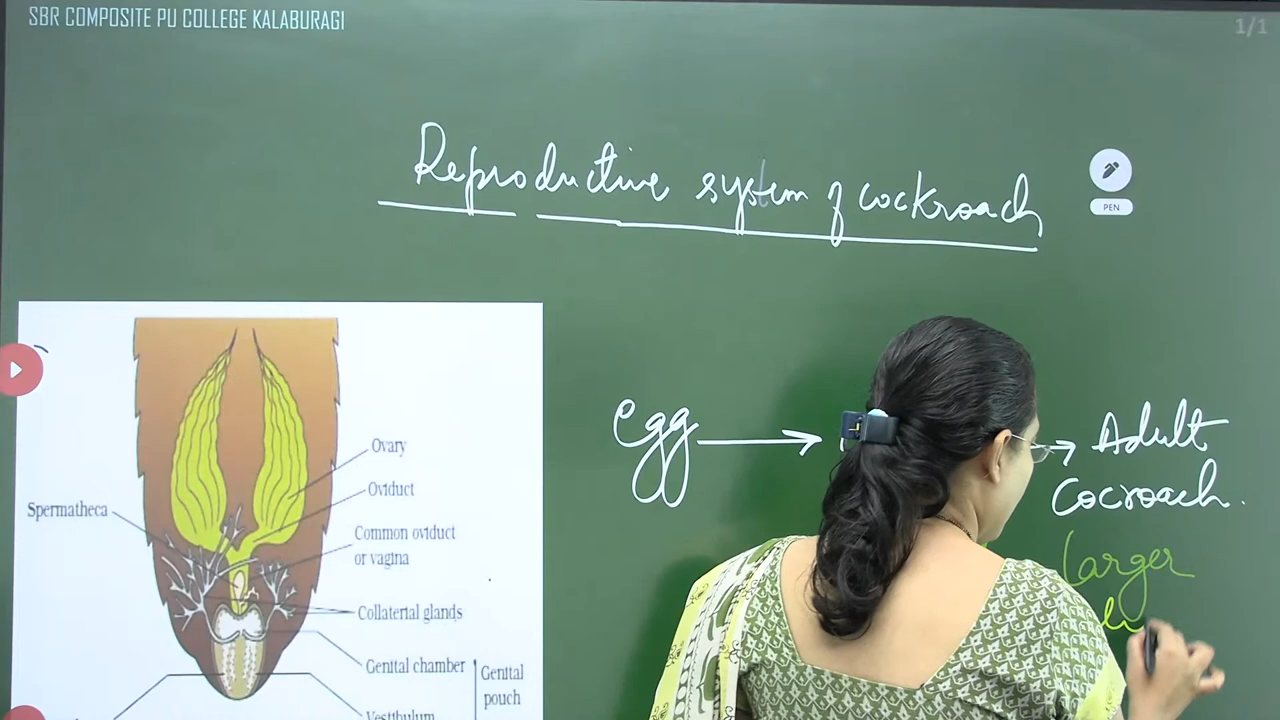 SBR COMPOSITE PU COLLEGE KALABURAGI
1/1
Reproductive system of cockroach
PEN
egg
Adult
cocroach.
Larger
Ovary
Oviduct
Spermatheca
Common oviduct
or vagina
Collaterial glands
Genital chamber
Genital
pouch
Vestibulum